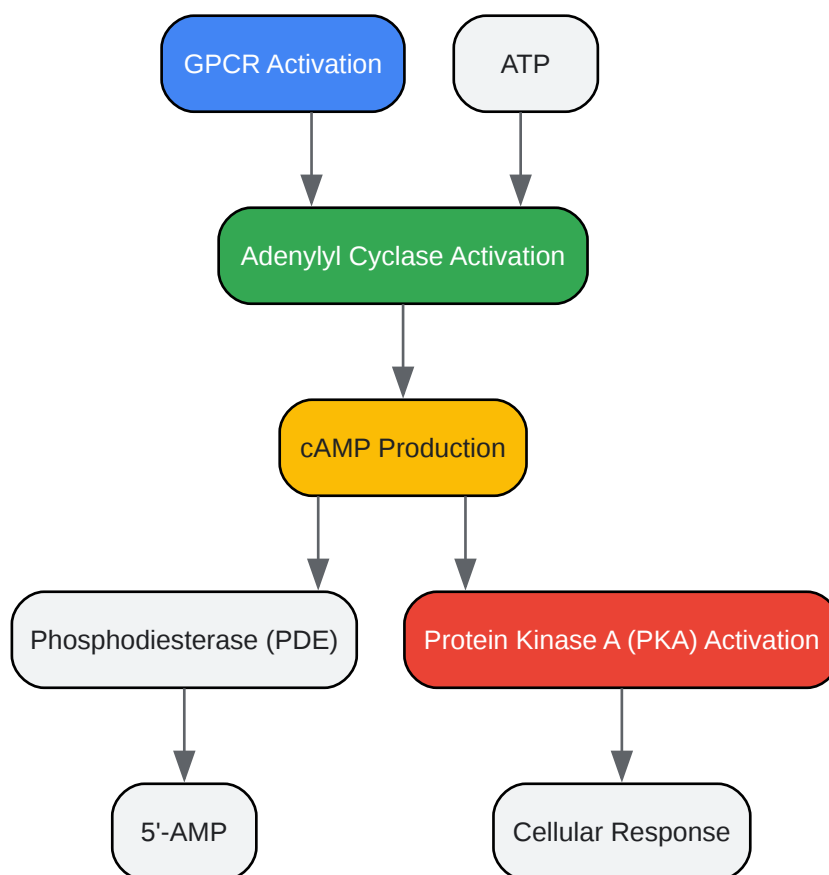 GPCR Activation
ATP
Adenylyl Cyclase Activation
cAMP Production
Phosphodiesterase (PDE)
Protein Kinase A (PKA) Activation
5'-AMP
Cellular Response